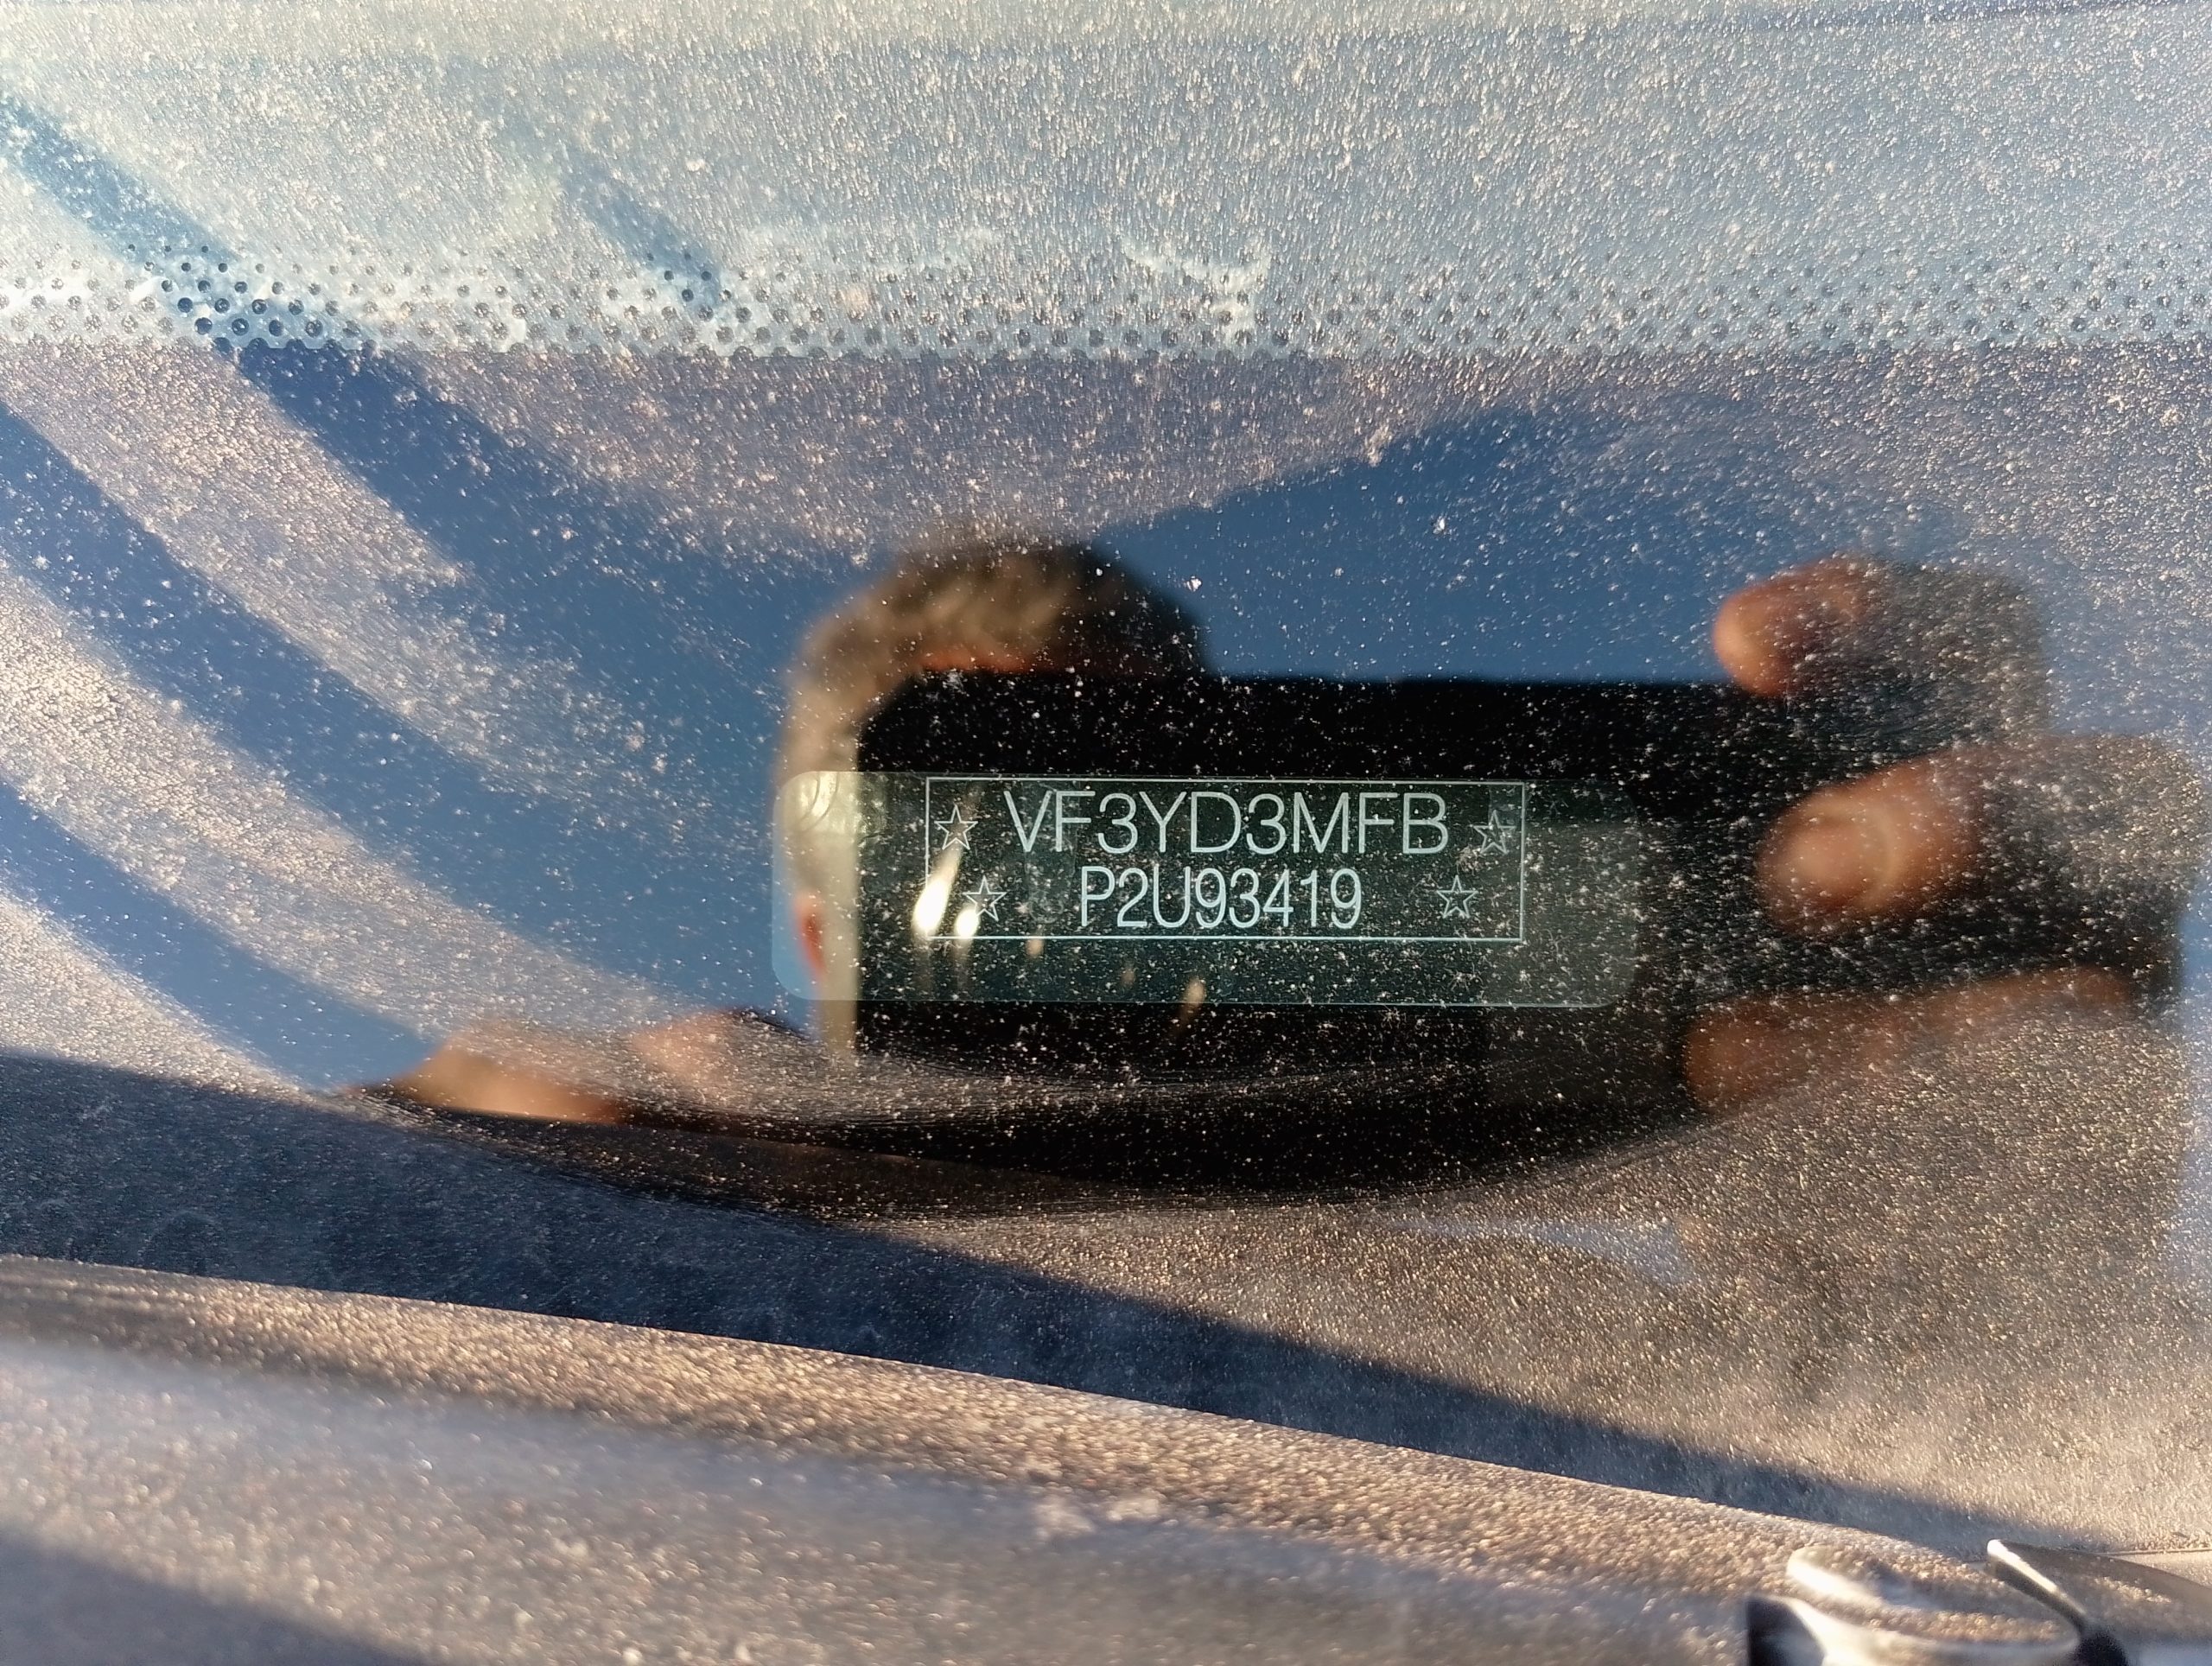 ☆ VF3YD3MFB ☆
☆ P2U93419 ☆